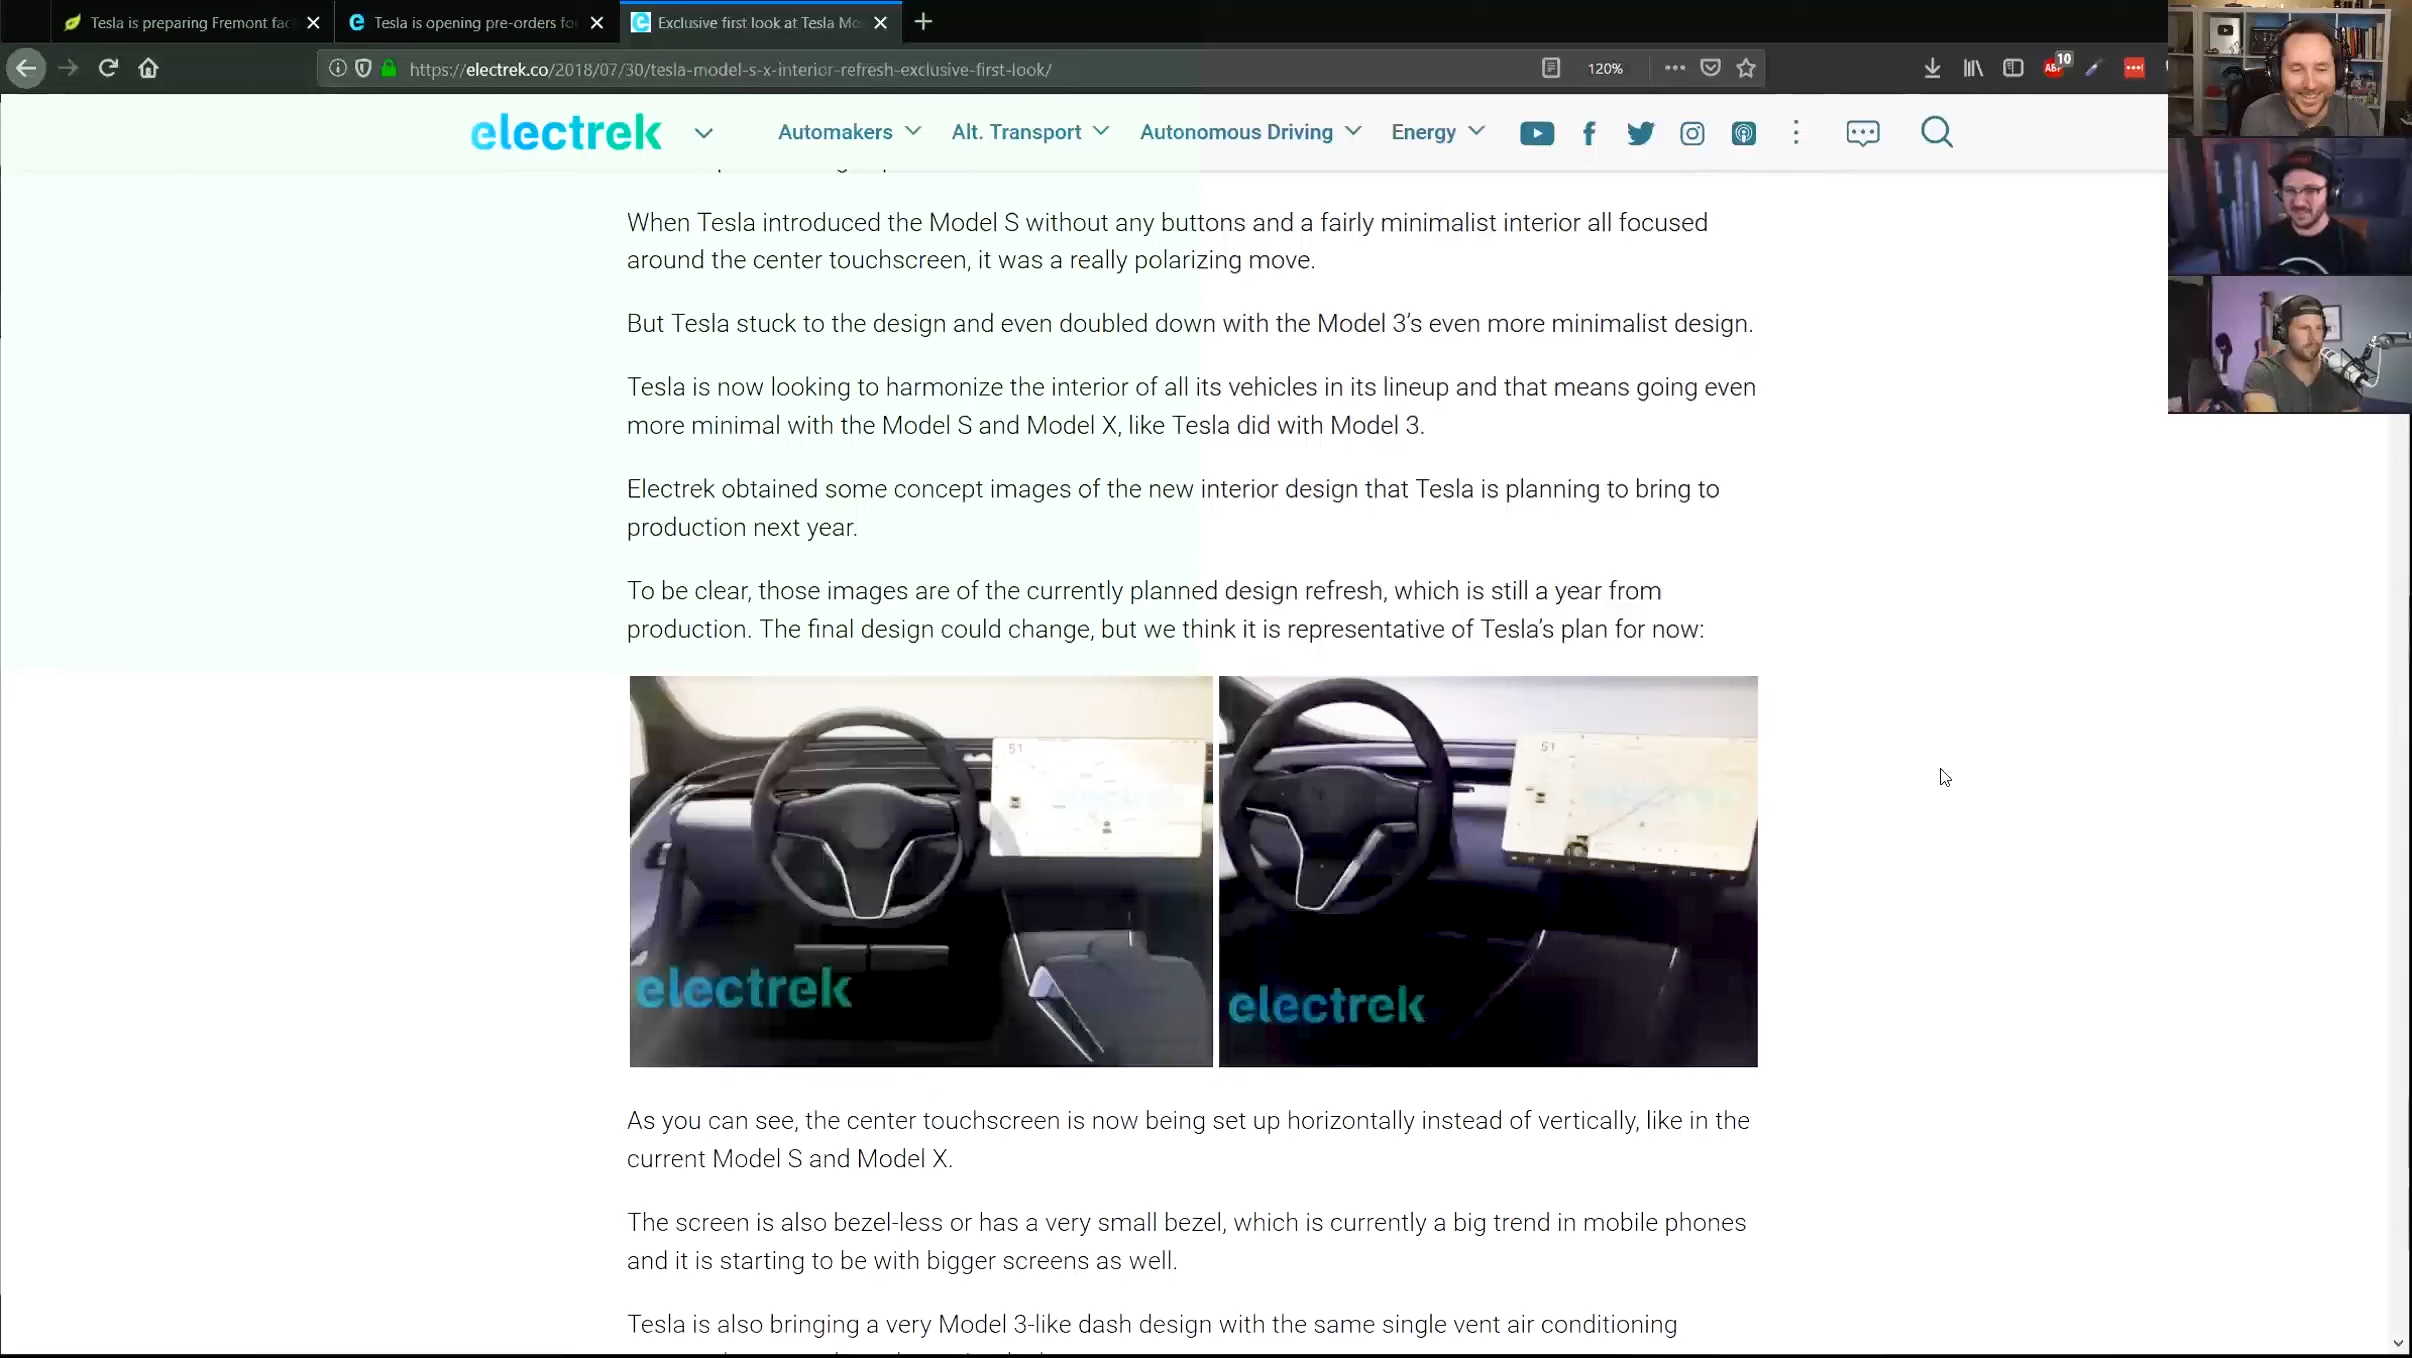 Tesla is preparing Fremont fac
Tesla is opening pre-orders fo
Exclusive first look at Tesla Mo
https://electrek.co/2018/07/30/tesla-model-s-x-interior-refresh-exclusive-first-look/
120%
ABP
10
electrek
Automakers
Alt. Transport
Autonomous Driving
Energy
When Tesla introduced the Model S without any buttons and a fairly minimalist interior all focused
around the center touchscreen, it was a really polarizing move.
But Tesla stuck to the design and even doubled down with the Model 3’s even more minimalist design.
Tesla is now looking to harmonize the interior of all its vehicles in its lineup and that means going even
more minimal with the Model S and Model X, like Tesla did with Model 3.
Electrek obtained some concept images of the new interior design that Tesla is planning to bring to
production next year.
To be clear, those images are of the currently planned design refresh, which is still a year from
production. The final design could change, but we think it is representative of Tesla’s plan for now:
51
51
electrek
electrek
As you can see, the center touchscreen is now being set up horizontally instead of vertically, like in the
current Model S and Model X.
The screen is also bezel-less or has a very small bezel, which is currently a big trend in mobile phones
and it is starting to be with bigger screens as well.
Tesla is also bringing a very Model 3-like dash design with the same single vent air conditioning